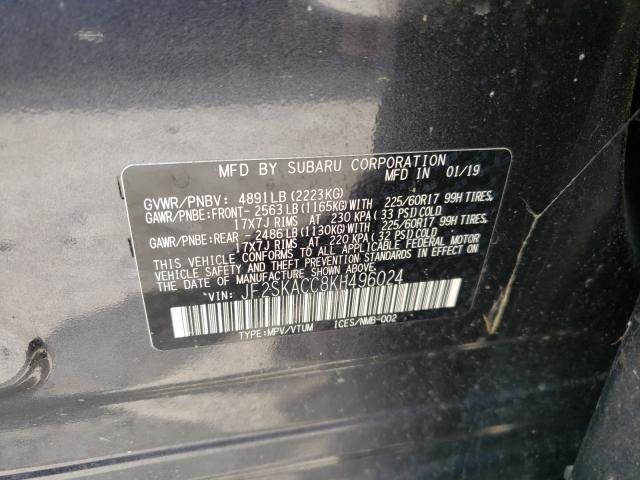 MFD BY SUBARU CORPORATION
MFD IN 01/19
GVWR/PNBV: 4891LB(2223KG)
GAWR/PNBE:FRONT-2563LB(1165KG)WITH 225/60R17 99H TIRES,
17X7J RIMS AT 230 KPA(33 PSI)COLD
GAWR/PNBE:REAR -2486LB(1130KG)WITH 225/60R17 99H TIRES,
17X7J RIMS AT 220 KPA(32 PSI)COLD
THIS VEHICLE CONFORMS TO ALL APPLICABLE FEDERAL MOTOR
VEHICLE SAFETY AND THEFT PREVENTION STANDARDS IN EFFECT ON
THE DATE OF MANUFACTURE SHOWN ABOVE.
VIN: JF2SKACC8KH496024
TYPE:MPV/VTUM ICES/NMB-002